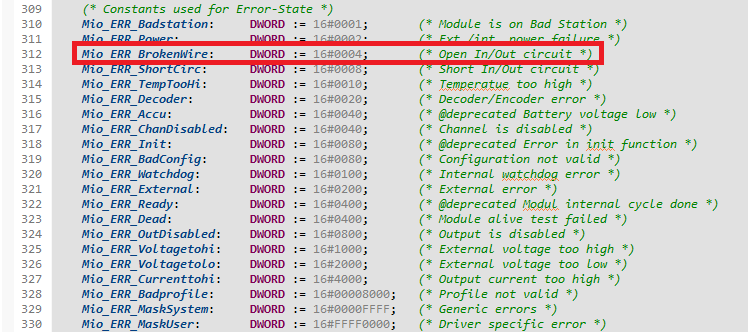 309 (* Constants used for Error-State *)
310 Mio_ERR_Badstation: DWORD := 16#0001; (* Module is on Bad Station *)
311 Mio_ERR_Power: DWORD := 16#0002; (* Ext./int. power failure *)
312 Mio_ERR_BrokenWire: DWORD := 16#0004; (* Open In/Out circuit *)
313 Mio_ERR_ShortCirc: DWORD := 16#0008; (* Short In/Out circuit *)
314 Mio_ERR_TempTooHi: DWORD := 16#0010; (* Temperatue too high *)
315 Mio_ERR_Decoder: DWORD := 16#0020; (* Decoder/Encoder error *)
316 Mio_ERR_Accu: DWORD := 16#0040; (* @deprecated Battery voltage low *)
317 Mio_ERR_ChanDisabled: DWORD := 16#0040; (* Channel is disabled *)
318 Mio_ERR_Init: DWORD := 16#0080; (* @deprecated Error in init function *)
319 Mio_ERR_BadConfig: DWORD := 16#0080; (* Configuration not valid *)
320 Mio_ERR_Watchdog: DWORD := 16#0100; (* Internal watchdog error *)
321 Mio_ERR_External: DWORD := 16#0200; (* External error *)
322 Mio_ERR_Ready: DWORD := 16#0400; (* @deprecated Modul internal cycle done *)
323 Mio_ERR_Dead: DWORD := 16#0400; (* Module alive test failed *)
324 Mio_ERR_OutDisabled: DWORD := 16#0800; (* Output is disabled *)
325 Mio_ERR_Voltagetohi: DWORD := 16#1000; (* External voltage too high *)
326 Mio_ERR_Voltagetolo: DWORD := 16#2000; (* External voltage too low *)
327 Mio_ERR_Currenttohi: DWORD := 16#4000; (* Output current too high *)
328 Mio_ERR_Badprofile: DWORD := 16#00008000; (* Profile not valid *)
329 Mio_ERR_MaskSystem: DWORD := 16#0000FFFF; (* Generic errors *)
330 Mio_ERR_MaskUser: DWORD := 16#FFFF0000; (* Driver specific error *)